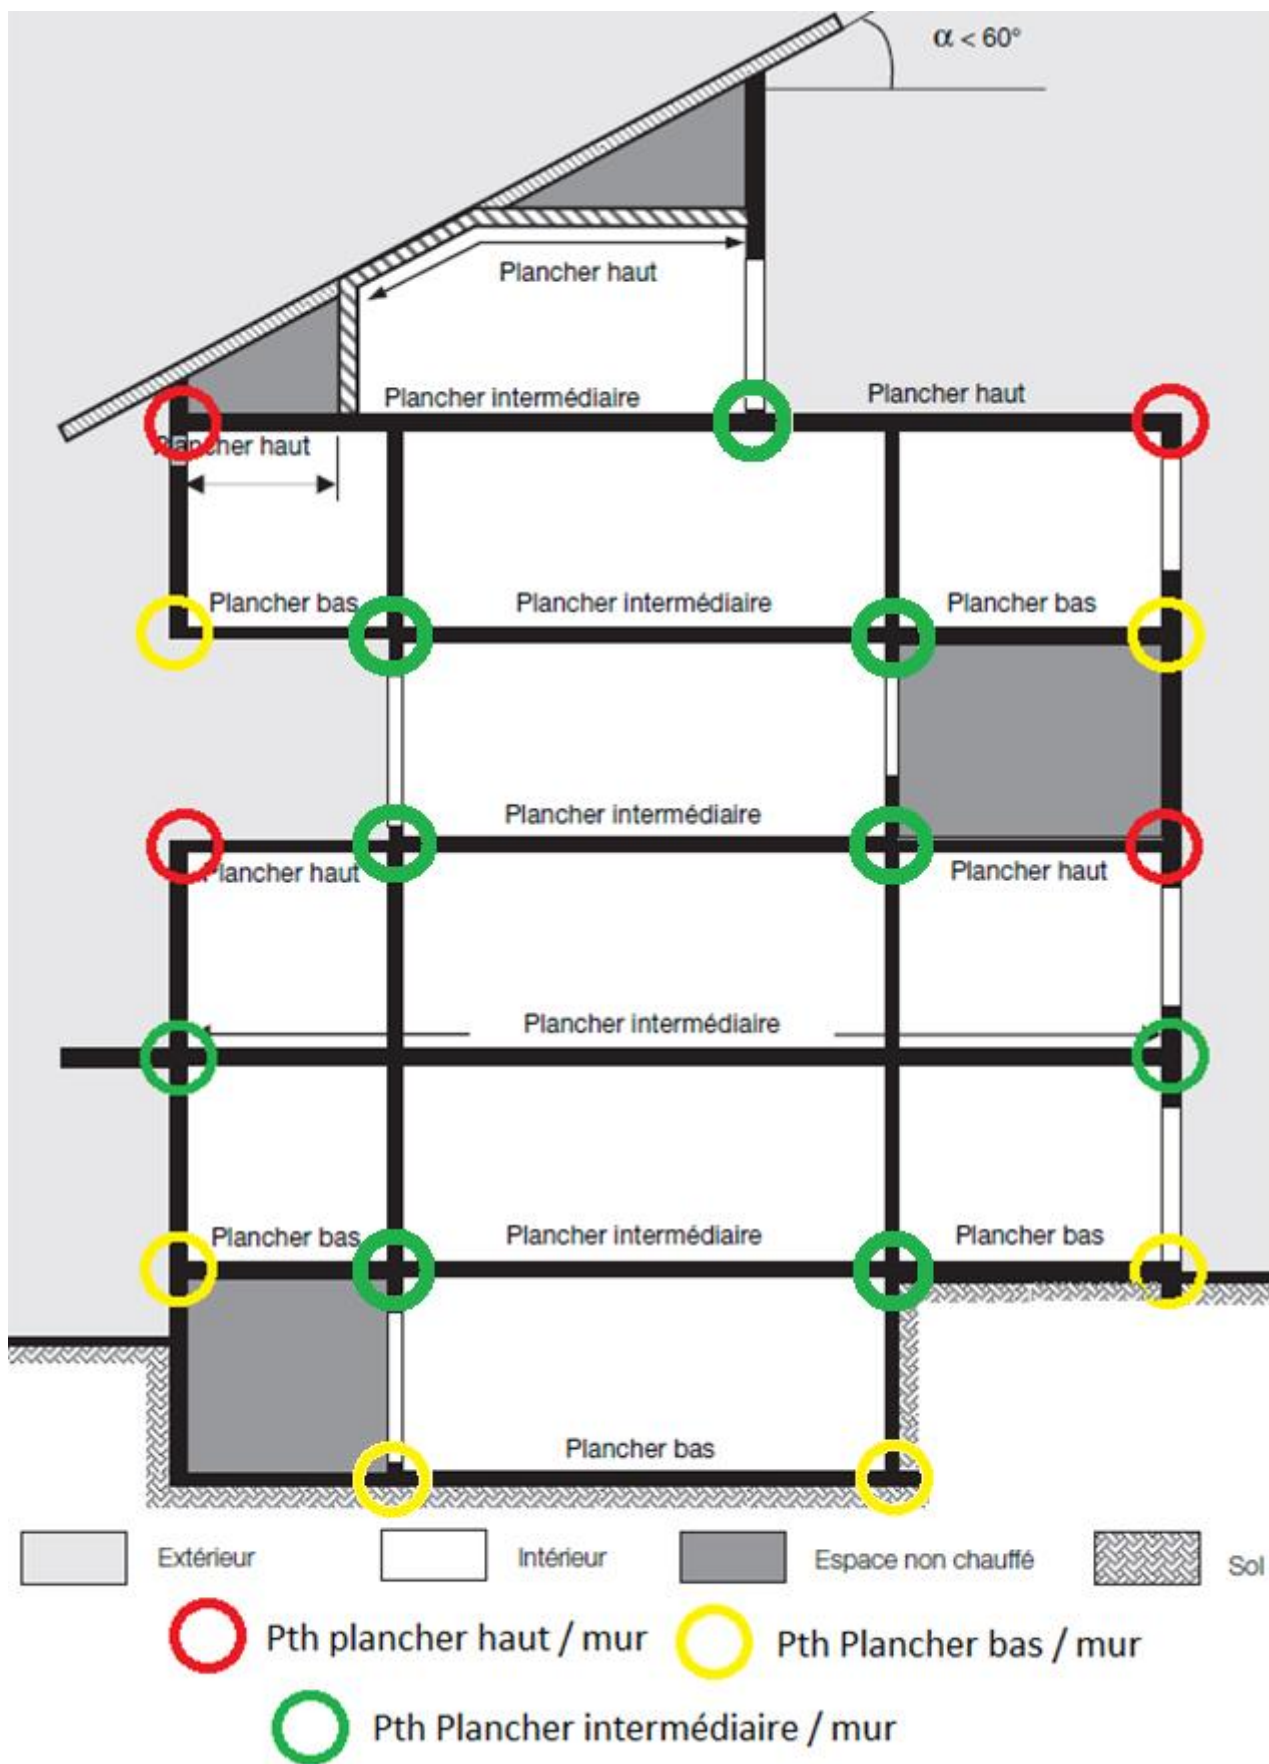 α < 60°
Plancher haut
Plancher intermédiaire
Plancher haut
Plancher haut
Plancher bas
Plancher intermédiaire
Plancher bas
Plancher intermédiaire
Plancher haut
Plancher haut
Plancher intermédiaire
Plancher bas
Plancher intermédiaire
Plancher bas
Plancher bas
Extérieur
Intérieur
Espace non chauffé
Sol
Pth plancher haut / mur
Pth Plancher bas / mur
Pth Plancher intermédiaire / mur